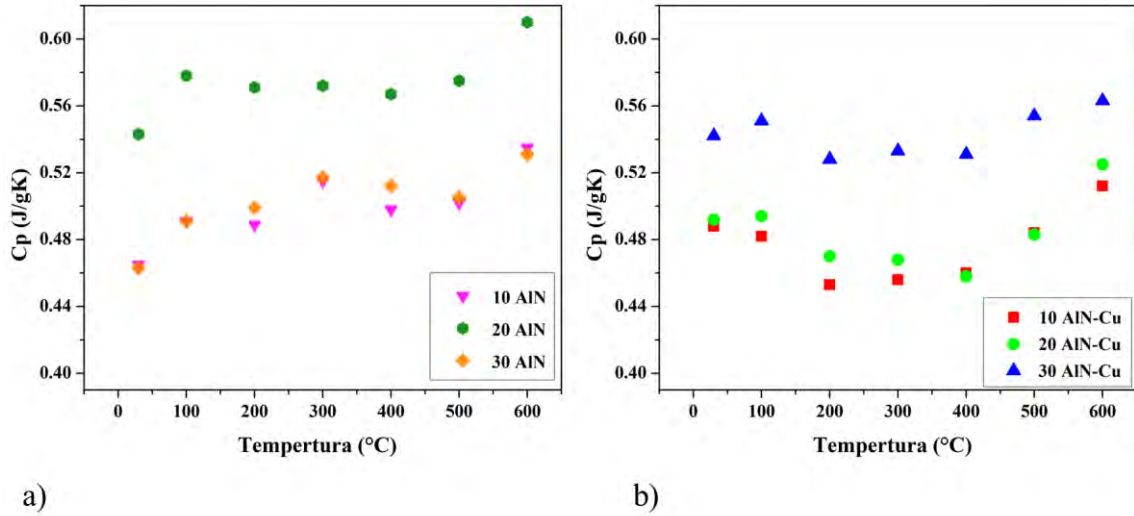 0.60
0.56
0.52
0.48
0.44
0.40
Cp (J/gK)
10 AlN
20 AlN
30 AlN
0 100 200 300 400 500 600
Tempertura (°C)
a)
0.60
0.56
0.52
0.48
0.44
0.40
Cp (J/gK)
10 AlN-Cu
20 AlN-Cu
30 AlN-Cu
0 100 200 300 400 500 600
Tempertura (°C)
b)